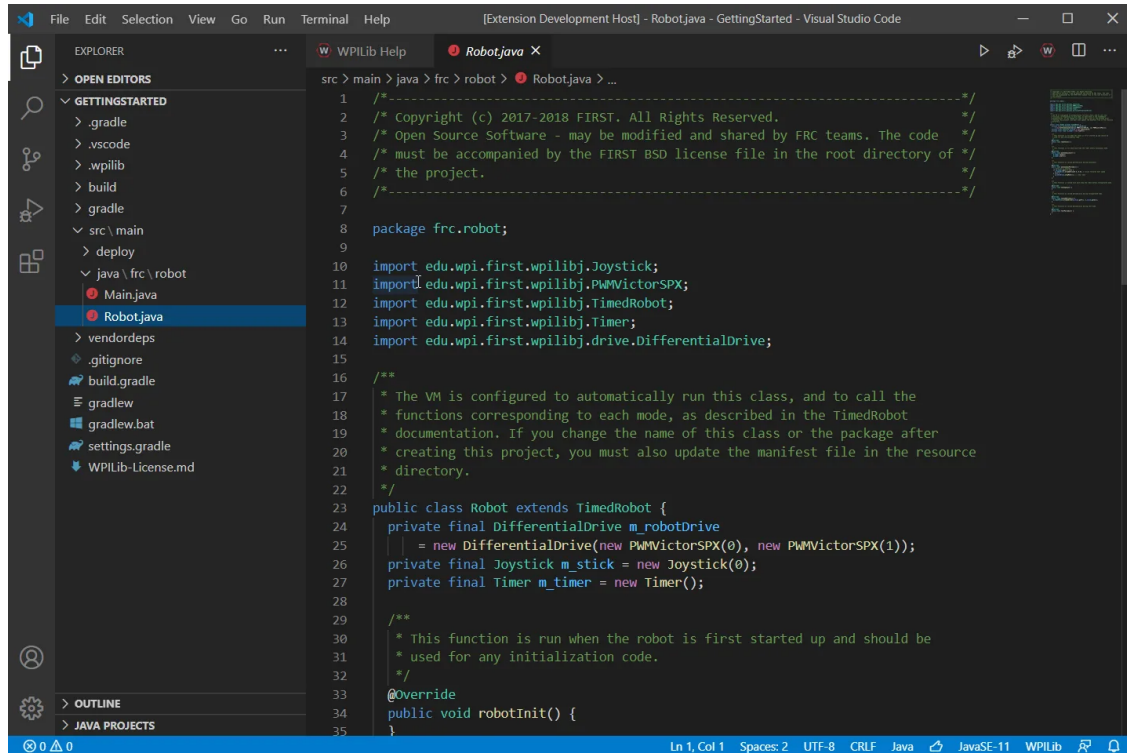 File Edit Selection View Go Run Terminal Help [Extension Development Host] - Robot.java - GettingStarted - Visual Studio Code
EXPLORER
OPEN EDITORS
GETTINGSTARTED
.gradle
.vscode
.wpilib
build
gradle
src \ main
deploy
java \ frc \ robot
Main.java
Robot.java
vendordeps
.gitignore
build.gradle
gradlew
gradlew.bat
settings.gradle
WPILib-License.md
OUTLINE
JAVA PROJECTS
WPILib Help Robot.java
src > main > java > frc > robot > Robot.java > ...
1 /*----------------------------------------------------------------------------*/
2 /* Copyright (c) 2017-2018 FIRST. All Rights Reserved.                        */
3 /* Open Source Software - may be modified and shared by FRC teams. The code   */
4 /* must be accompanied by the FIRST BSD license file in the root directory of */
5 /* the project.                                                               */
6 /*----------------------------------------------------------------------------*/
7
8 package frc.robot;
9
10 import edu.wpi.first.wpilibj.Joystick;
11 import edu.wpi.first.wpilibj.PWMVictorSPX;
12 import edu.wpi.first.wpilibj.TimedRobot;
13 import edu.wpi.first.wpilibj.Timer;
14 import edu.wpi.first.wpilibj.drive.DifferentialDrive;
15
16 /**
17  * The VM is configured to automatically run this class, and to call the
18  * functions corresponding to each mode, as described in the TimedRobot
19  * documentation. If you change the name of this class or the package after
20  * creating this project, you must also update the manifest file in the resource
21  * directory.
22  */
23 public class Robot extends TimedRobot {
24   private final DifferentialDrive m_robotDrive
25       = new DifferentialDrive(new PWMVictorSPX(0), new PWMVictorSPX(1));
26   private final Joystick m_stick = new Joystick(0);
27   private final Timer m_timer = new Timer();
28
29   /**
30    * This function is run when the robot is first started up and should be
31    * used for any initialization code.
32    */
33   @Override
34   public void robotInit() {
35   }
0 0 Ln 1, Col 1 Spaces: 2 UTF-8 CRLF Java JavaSE-11 WPILib